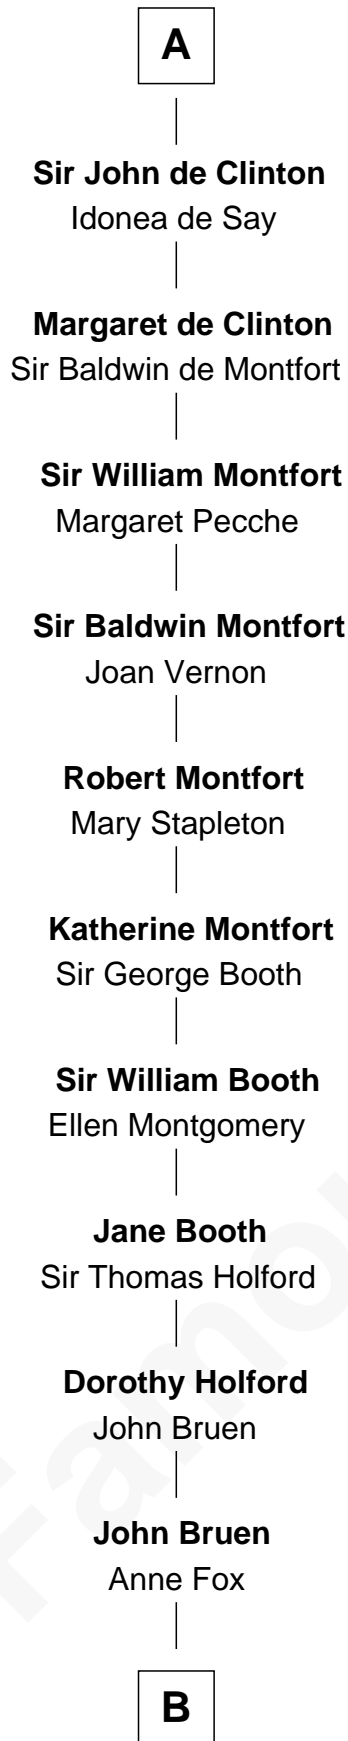 A
Sir John de Clinton
Idonea de Say
Margaret de Clinton
Sir Baldwin de Montfort
Sir William Montfort
Margaret Pecche
Sir Baldwin Montfort
Joan Vernon
Robert Montfort
Mary Stapleton
Katherine Montfort
Sir George Booth
Sir William Booth
Ellen Montgomery
Jane Booth
Sir Thomas Holford
Dorothy Holford
John Bruen
John Bruen
Anne Fox
B